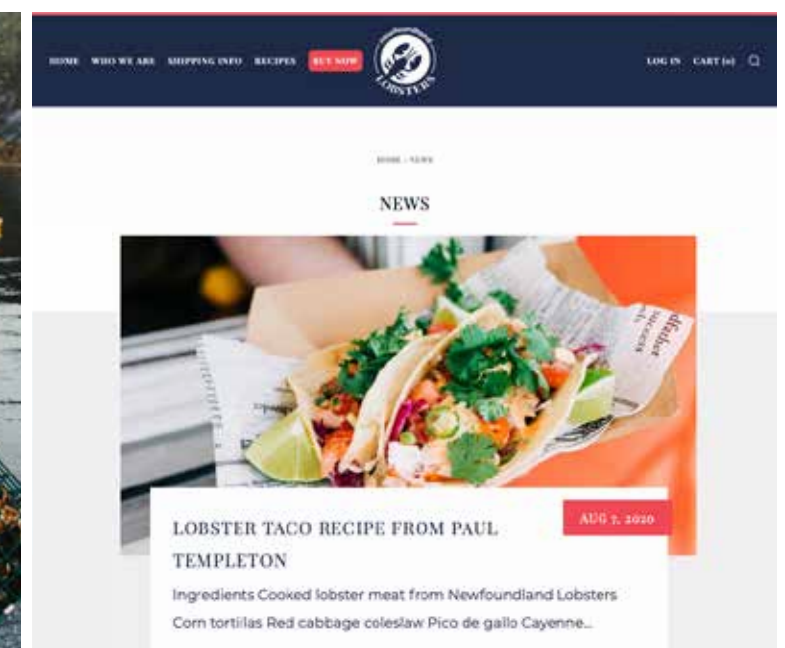 HOME WHO WE ARE SHIPPING INFO RECIPES BUY NOW
newfoundland
LOBSTERS
LOG IN CART (0)
HOME › NEWS
NEWS
LOBSTER TACO RECIPE FROM PAUL
TEMPLETON
AUG 7, 2020
Ingredients Cooked lobster meat from Newfoundland Lobsters
Corn tortillas Red cabbage coleslaw Pico de gallo Cayenne...